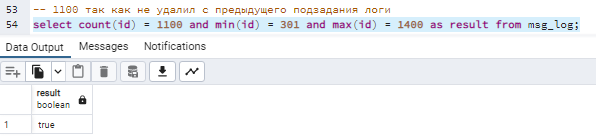 53 -- 1100 так как не удалил с предыдущего подзадания логи
54 select count(id) = 1100 and min(id) = 301 and max(id) = 1400 as result from msg_log;
Data Output Messages Notifications
result
boolean
1 true